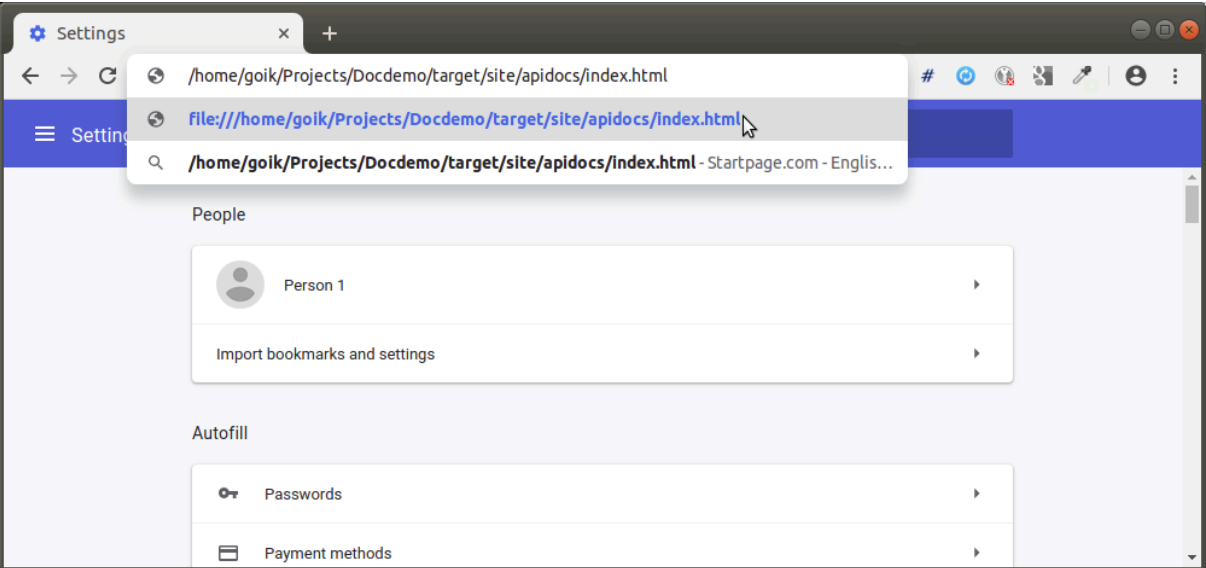 Settings
/home/goik/Projects/Docdemo/target/site/apidocs/index.html
#
Setting
file:///home/goik/Projects/Docdemo/target/site/apidocs/index.html
/home/goik/Projects/Docdemo/target/site/apidocs/index.html - Startpage.com - Englis…
People
Person 1
Import bookmarks and settings
Autofill
Passwords
Payment methods